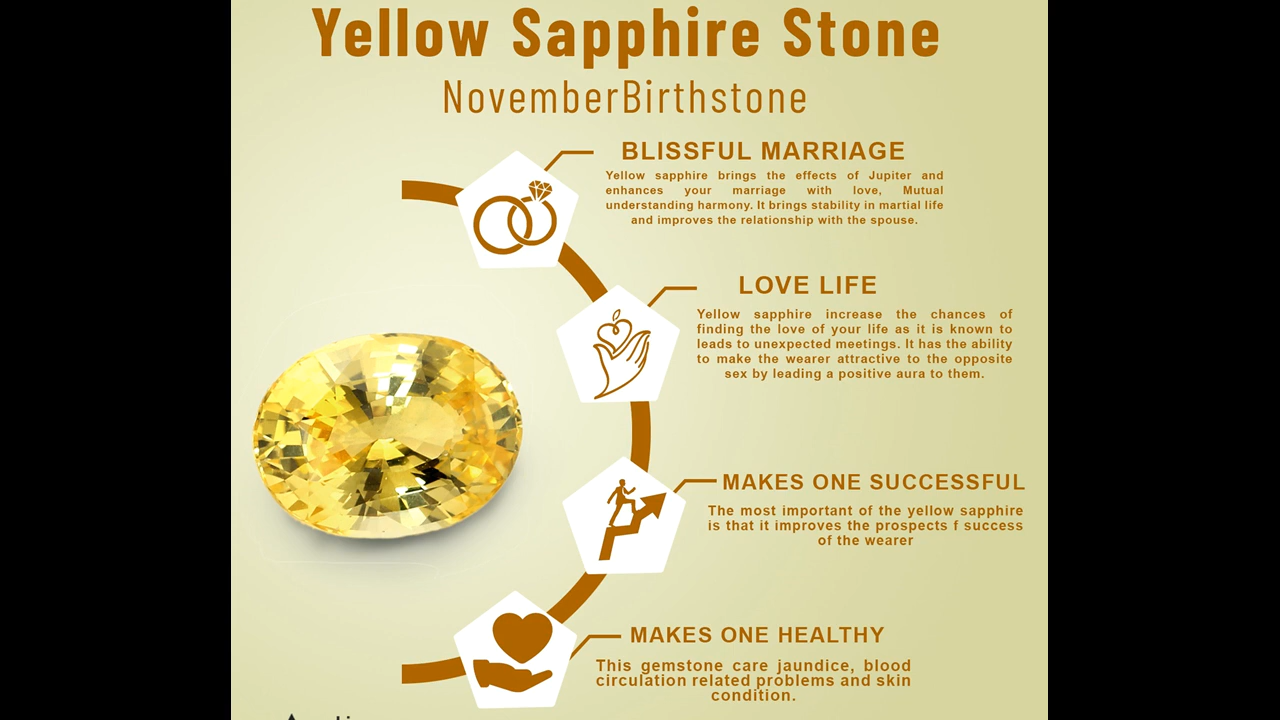 Yellow Sapphire Stone
NovemberBirthstone
BLISSFUL MARRIAGE
Yellow sapphire brings the effects of Jupiter and
enhances your marriage with love, Mutual
understanding harmony. It brings stability in martial life
and improves the relationship with the spouse.
LOVE LIFE
Yellow sapphire increase the chances of
finding the love of your life as it is known to
leads to unexpected meetings. It has the ability
to make the wearer attractive to the opposite
sex by leading a positive aura to them.
MAKES ONE SUCCESSFUL
The most important of the yellow sapphire
is that it improves the prospects f success
of the wearer
MAKES ONE HEALTHY
This gemstone care jaundice, blood
circulation related problems and skin
condition.